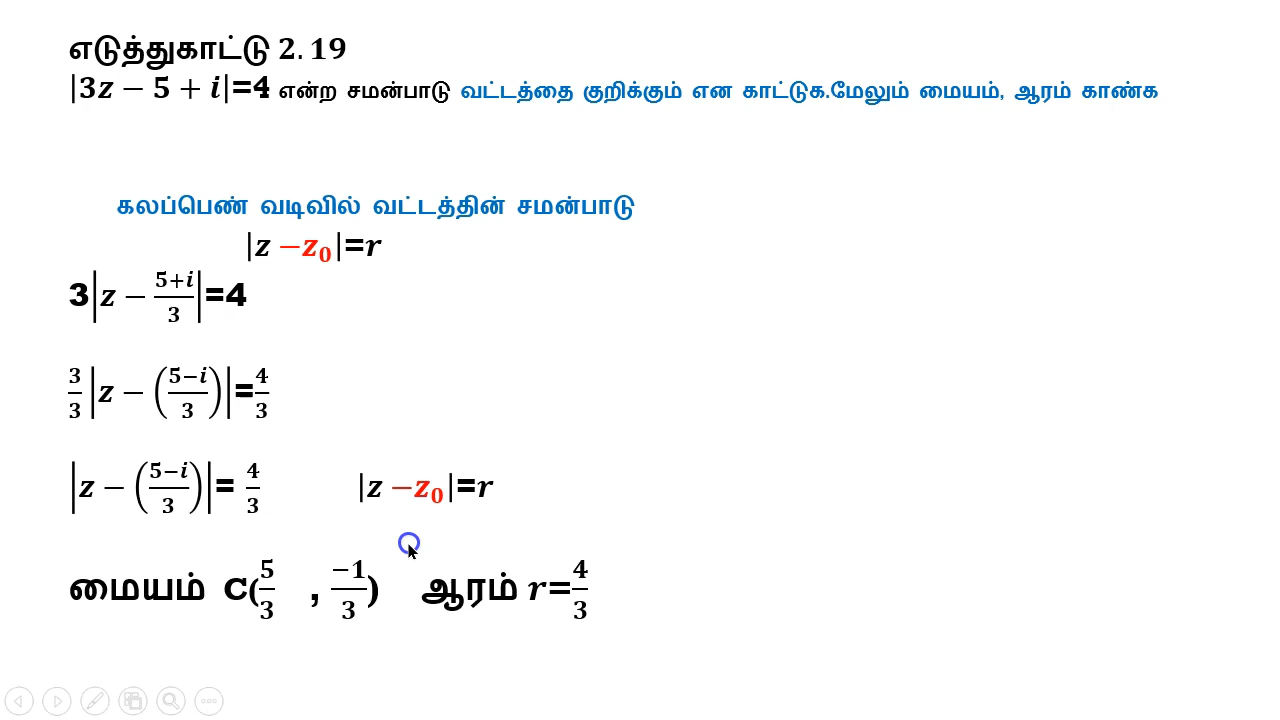 எடுத்துகாட்டு 2.19
|3z − 5 + i|=4 என்ற சமன்பாடு வட்டத்தை குறிக்கும் என காட்டுக.மேலும் மையம், ஆரம் காண்க
கலப்பெண் வடிவில் வட்டத்தின் சமன்பாடு
|z −z₀|=r
3|z − (5+i)/3|=4
3/3 |z − ((5−i)/3)|=4/3
|z − ((5−i)/3)|= 4/3 |z −z₀|=r
மையம் C(5/3 , −1/3) ஆரம் r=4/3